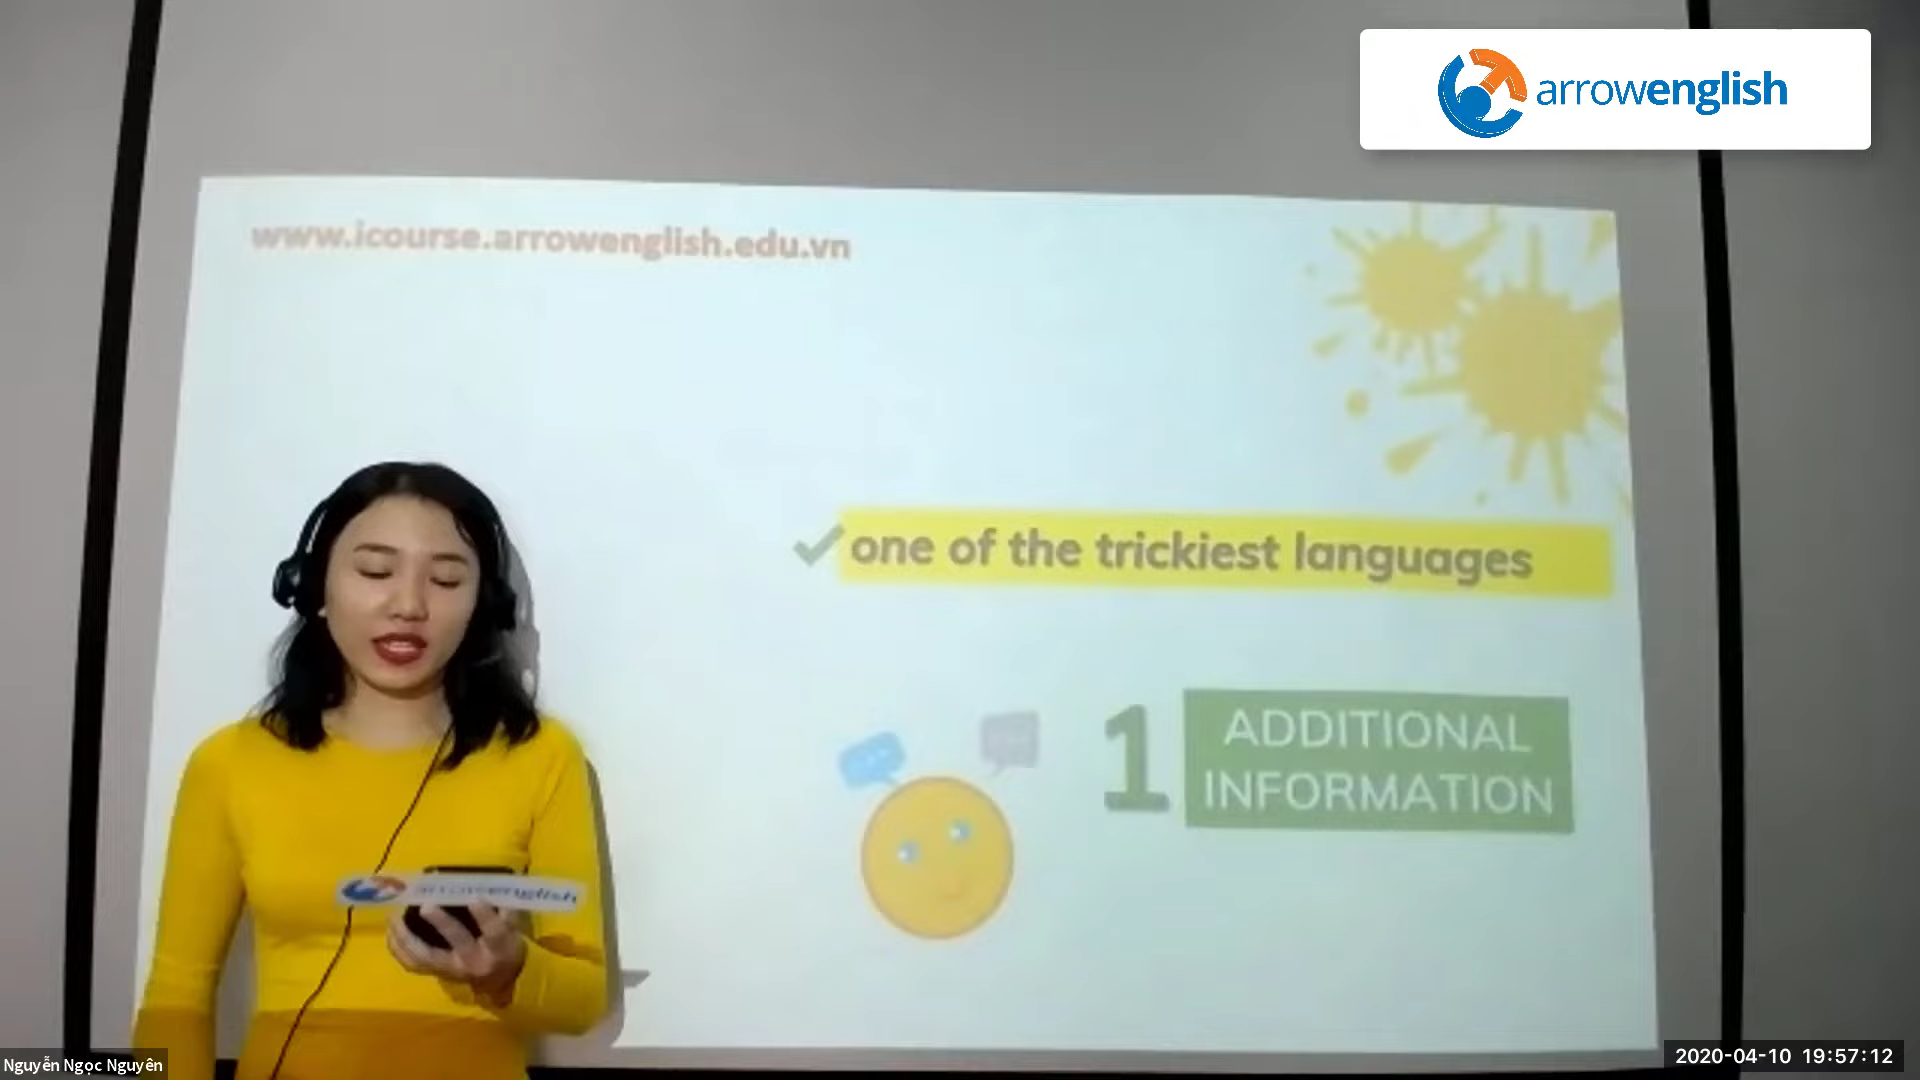 arrowenglish
www.icourse.arrowenglish.edu.vn
one of the trickiest languages
1
ADDITIONAL
INFORMATION
arrowenglish
Nguyễn Ngọc Nguyên
2020-04-10 19:57:12